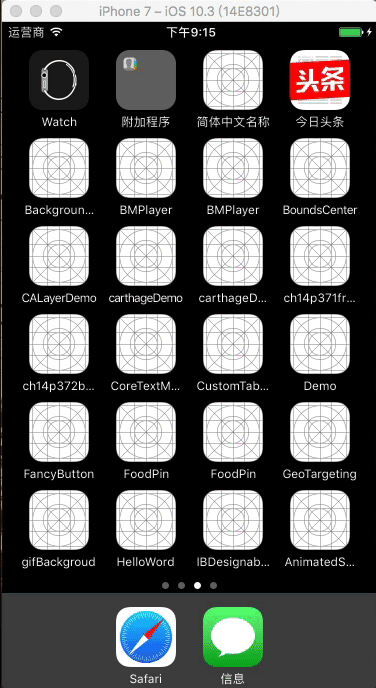 iPhone 7 – iOS 10.3 (14E8301)
运营商 下午9:15
Watch 附加程序 简体中文名称 头条 今日头条
Backgroun... BMPlayer BMPlayer BoundsCenter
CALayerDemo carthageDemo carthageD... ch14p371fr...
ch14p372b... CoreTextM... CustomTab... Demo
FancyButton FoodPin FoodPin GeoTargeting
gifBackgroud HelloWord IBDesignab... AnimatedS...
Safari 信息